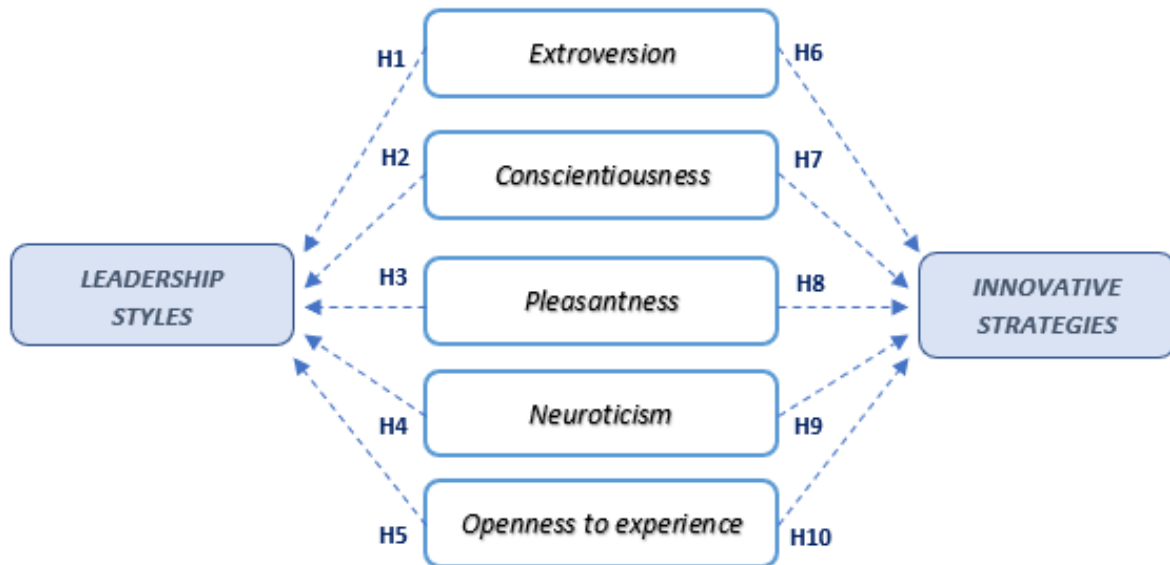 H1
Extroversion
H6
H2
Conscientiousness
H7
LEADERSHIP
STYLES
H3
Pleasantness
H8
INNOVATIVE
STRATEGIES
H4
Neuroticism
H9
H5
Openness to experience
H10